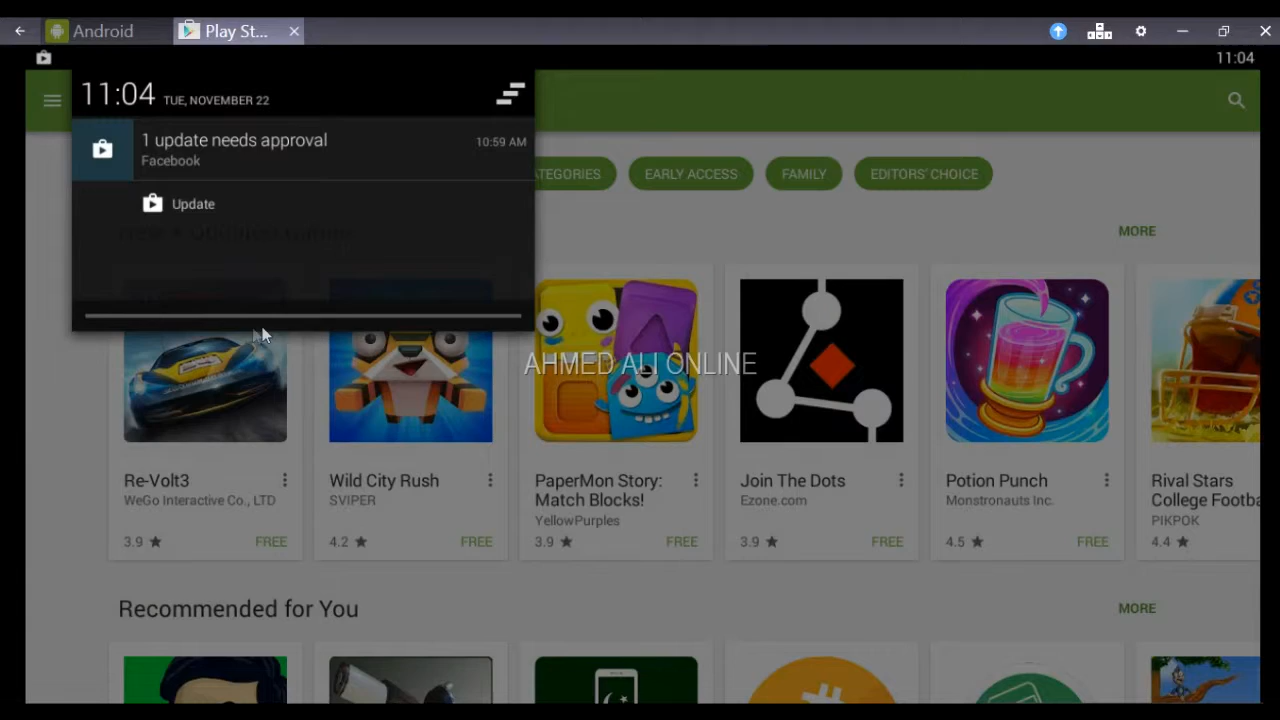 Android
Play St...
11:04
11:04 TUE, NOVEMBER 22
1 update needs approval
10:59 AM
Facebook
Update
EARLY ACCESS
FAMILY
EDITORS' CHOICE
MORE
AHMED ALI ONLINE
Re-Volt3
WeGo Interactive Co., LTD
3.9
FREE
Wild City Rush
SVIPER
4.2
FREE
PaperMon Story:
Match Blocks!
YellowPurples
3.9
FREE
Join The Dots
Ezone.com
3.9
FREE
Potion Punch
Monstronauts Inc.
4.5
FREE
Rival Stars
College Footba
PIKPOK
4.4
Recommended for You
MORE